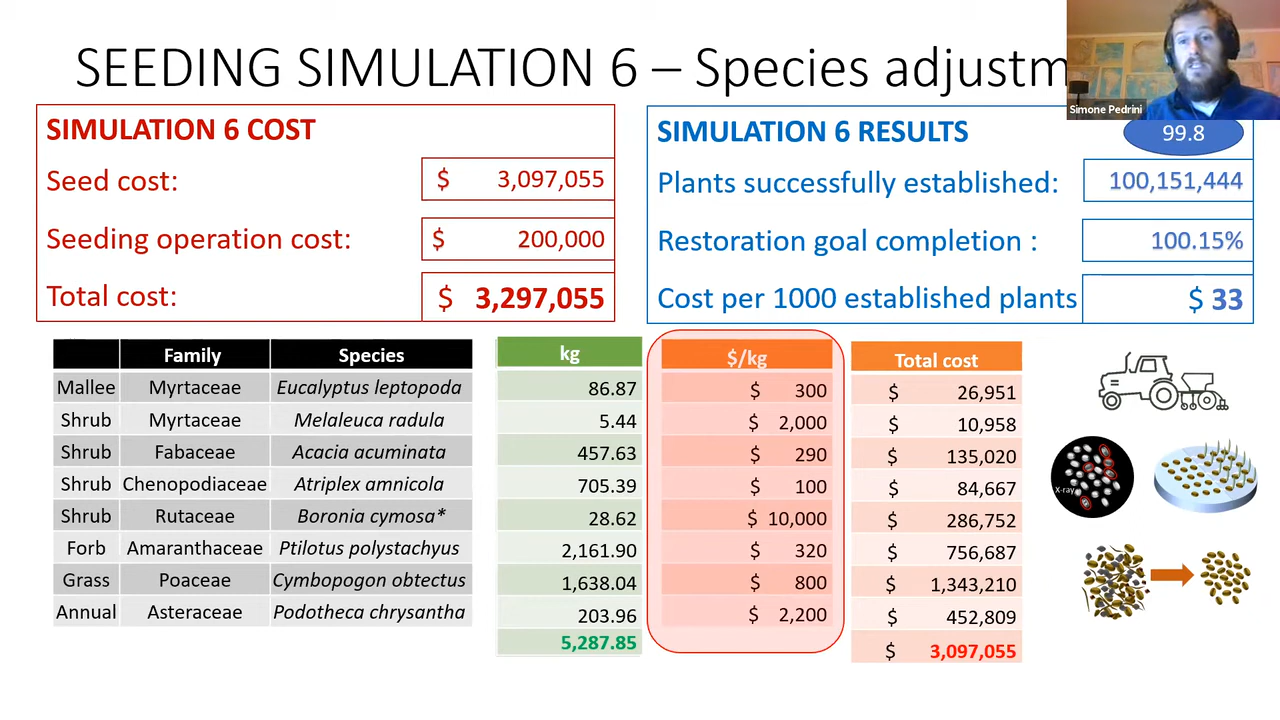 SEEDING SIMULATION 6 – Species adjustm
Simone Pedrini
SIMULATION 6 COST
Seed cost: $ 3,097,055
Seeding operation cost: $ 200,000
Total cost: $ 3,297,055
SIMULATION 6 RESULTS 99.8
Plants successfully established: 100,151,444
Restoration goal completion : 100.15%
Cost per 1000 established plants $ 33
Family Species kg $/kg Total cost
Mallee Myrtaceae Eucalyptus leptopoda 86.87 $ 300 $ 26,951
Shrub Myrtaceae Melaleuca radula 5.44 $ 2,000 $ 10,958
Shrub Fabaceae Acacia acuminata 457.63 $ 290 $ 135,020
Shrub Chenopodiaceae Atriplex amnicola 705.39 $ 100 $ 84,667
Shrub Rutaceae Boronia cymosa* 28.62 $ 10,000 $ 286,752
Forb Amaranthaceae Ptilotus polystachyus 2,161.90 $ 320 $ 756,687
Grass Poaceae Cymbopogon obtectus 1,638.04 $ 800 $ 1,343,210
Annual Asteraceae Podotheca chrysantha 203.96 $ 2,200 $ 452,809
5,287.85 $ 3,097,055
X-ray